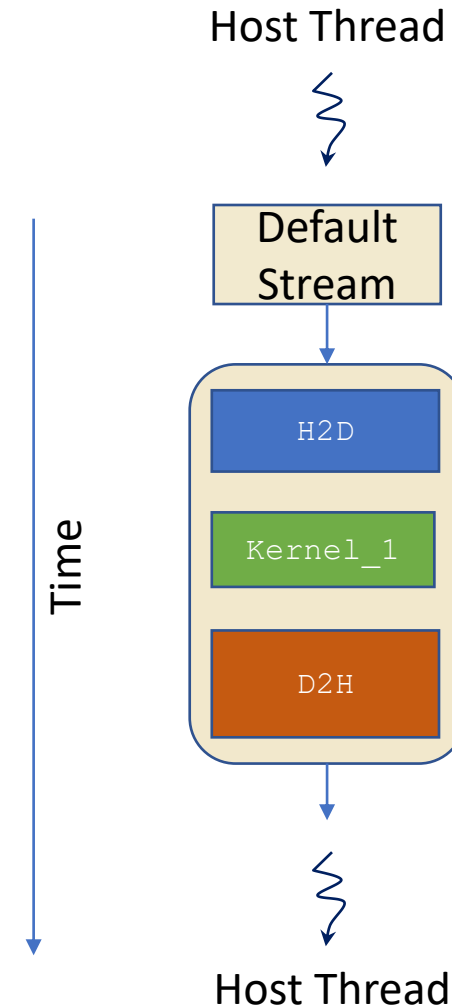 Host Thread
Default
Stream
H2D
Kernel_1
Time
D2H
Host Thread